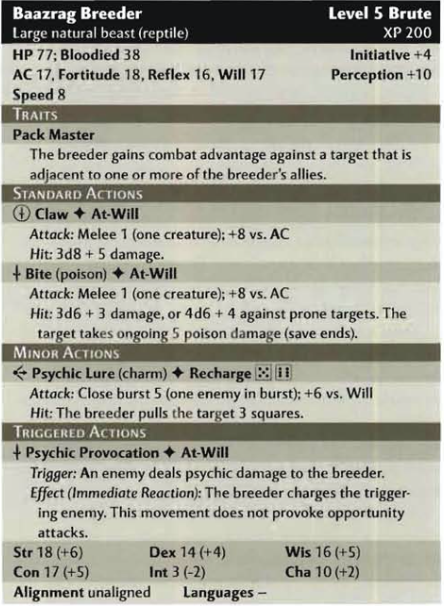 Baazrag Breeder Level 5 Brute
Large natural beast (reptile) XP 200
HP 77; Bloodied 38 Initiative +4
AC 17, Fortitude 18, Reflex 16, Will 17 Perception +10
Speed 8
TRAITS
Pack Master
The breeder gains combat advantage against a target that is
adjacent to one or more of the breeder's allies.
STANDARD ACTIONS
Claw ✦ At-Will
Attack: Melee 1 (one creature); +8 vs. AC
Hit: 3d8 + 5 damage.
Bite (poison) ✦ At-Will
Attack: Melee 1 (one creature); +8 vs. AC
Hit: 3d6 + 3 damage, or 4d6 + 4 against prone targets. The
target takes ongoing 5 poison damage (save ends).
MINOR ACTIONS
Psychic Lure (charm) ✦ Recharge ⚄ ⚅
Attack: Close burst 5 (one enemy in burst); +6 vs. Will
Hit: The breeder pulls the target 3 squares.
TRIGGERED ACTIONS
Psychic Provocation ✦ At-Will
Trigger: An enemy deals psychic damage to the breeder.
Effect (Immediate Reaction): The breeder charges the trigger-
ing enemy. This movement does not provoke opportunity
attacks.
Str 18 (+6) Dex 14 (+4) Wis 16 (+5)
Con 17 (+5) Int 3 (-2) Cha 10 (+2)
Alignment unaligned Languages –